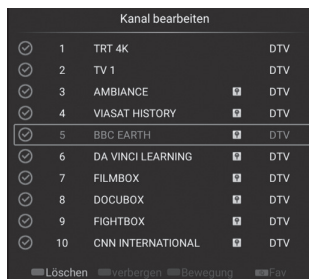 Kanal bearbeiten
1 TRT 4K DTV
2 TV 1 DTV
3 AMBIANCE DTV
4 VIASAT HISTORY DTV
5 BBC EARTH DTV
6 DA VINCI LEARNING DTV
7 FILMBOX DTV
8 DOCUBOX DTV
9 FIGHTBOX DTV
10 CNN INTERNATIONAL DTV
Löschen verbergen Bewegung Fav